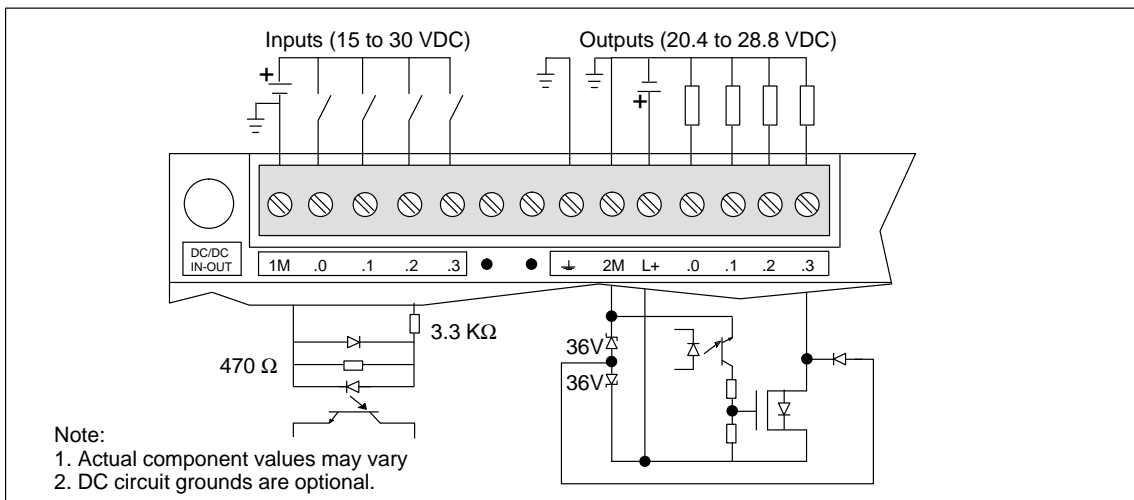 Inputs (15 to 30 VDC)
Outputs (20.4 to 28.8 VDC)
+
+
DC/DC
IN-OUT
1M .0 .1 .2 .3 2M L+ .0 .1 .2 .3
3.3 KΩ
470 Ω
36V
36V
Note:
1. Actual component values may vary
2. DC circuit grounds are optional.